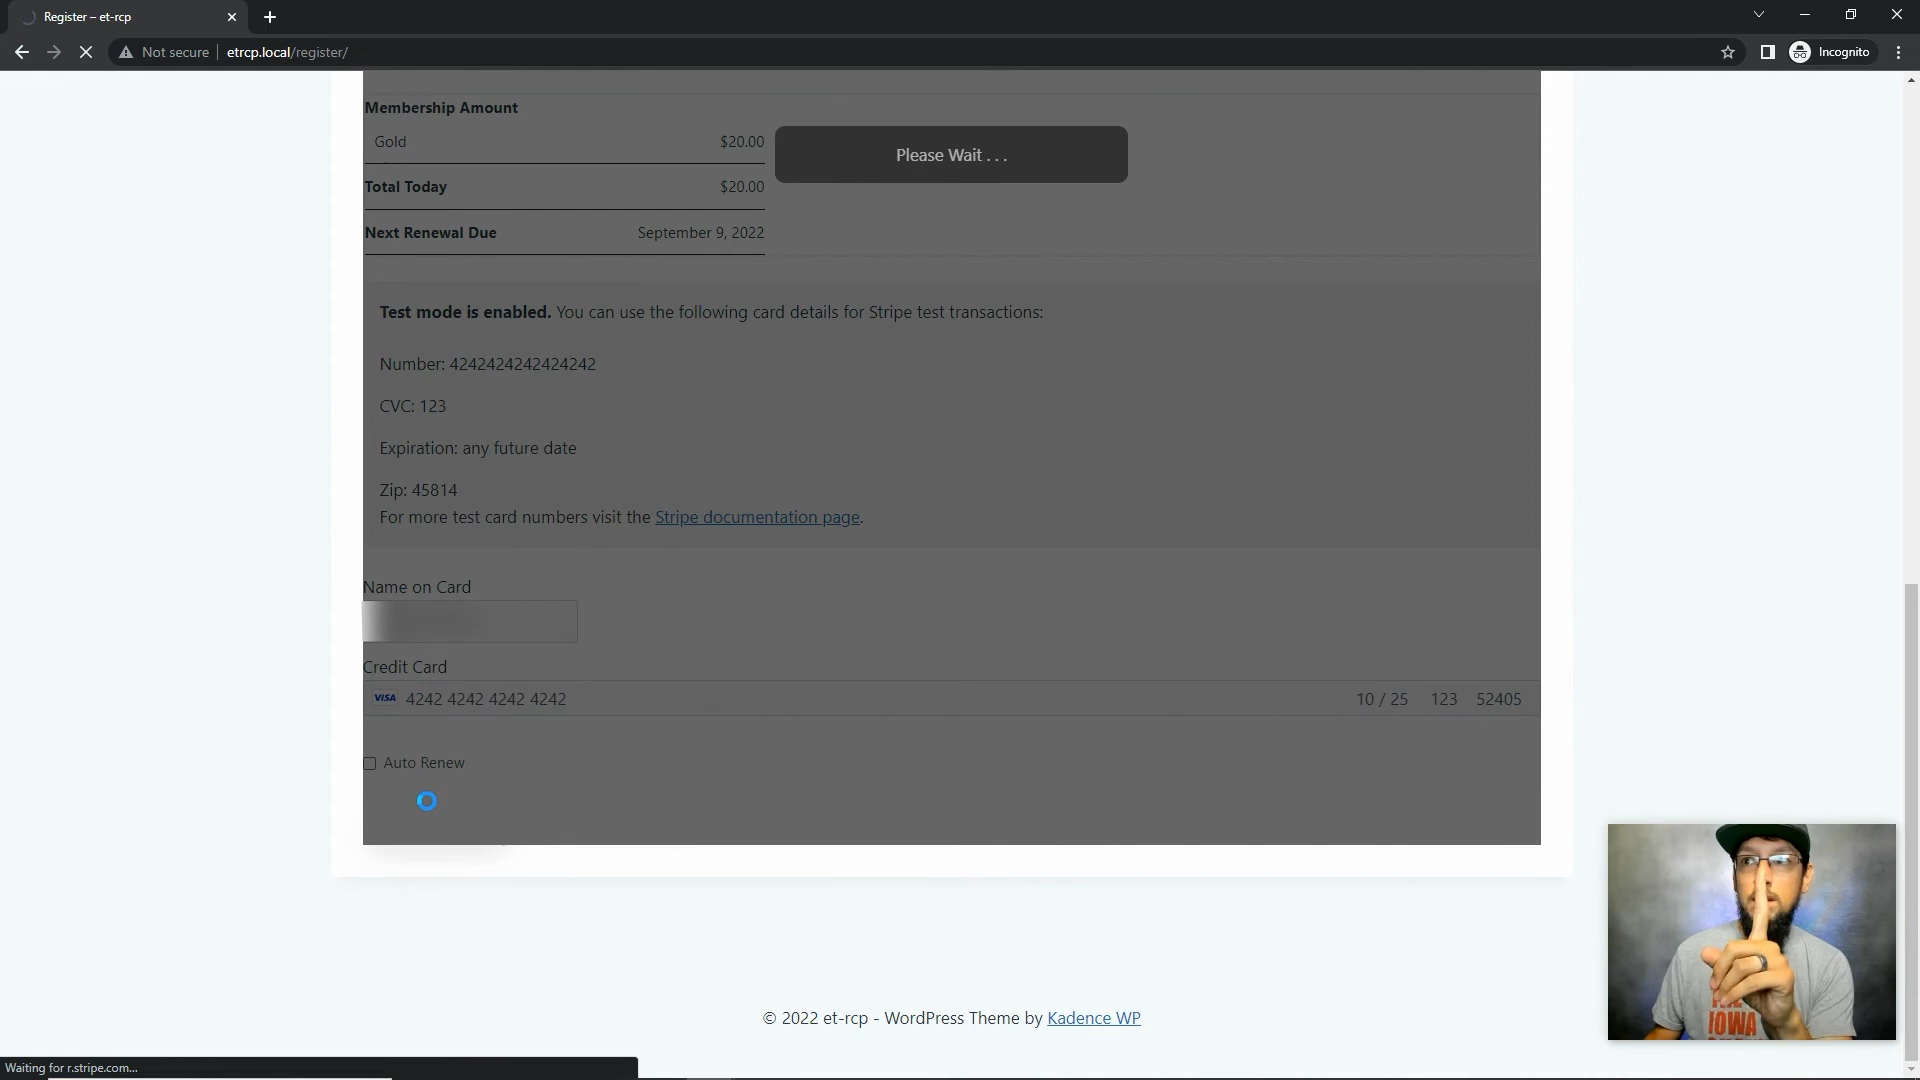 Register – et-rcp
Not secure
etrcp.local/register/
Incognito
Membership Amount
Gold $20.00
Please Wait . . .
Total Today $20.00
Next Renewal Due September 9, 2022
Test mode is enabled. You can use the following card details for Stripe test transactions:
Number: 4242424242424242
CVC: 123
Expiration: any future date
Zip: 45814
For more test card numbers visit the Stripe documentation page.
Name on Card
Credit Card
VISA 4242 4242 4242 4242 10 / 25 123 52405
Auto Renew
IOWA
© 2022 et-rcp - WordPress Theme by Kadence WP
Waiting for r.stripe.com...